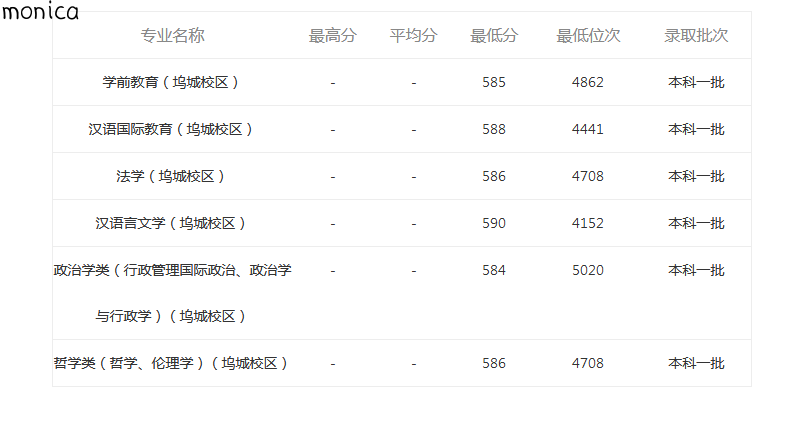 monica
专业名称 最高分 平均分 最低分 最低位次 录取批次
学前教育（坞城校区） - - 585 4862 本科一批
汉语国际教育（坞城校区） - - 588 4441 本科一批
法学（坞城校区） - - 586 4708 本科一批
汉语言文学（坞城校区） - - 590 4152 本科一批
政治学类（行政管理国际政治、政治学 - - 584 5020 本科一批
与行政学）（坞城校区）
哲学类（哲学、伦理学）（坞城校区） - - 586 4708 本科一批